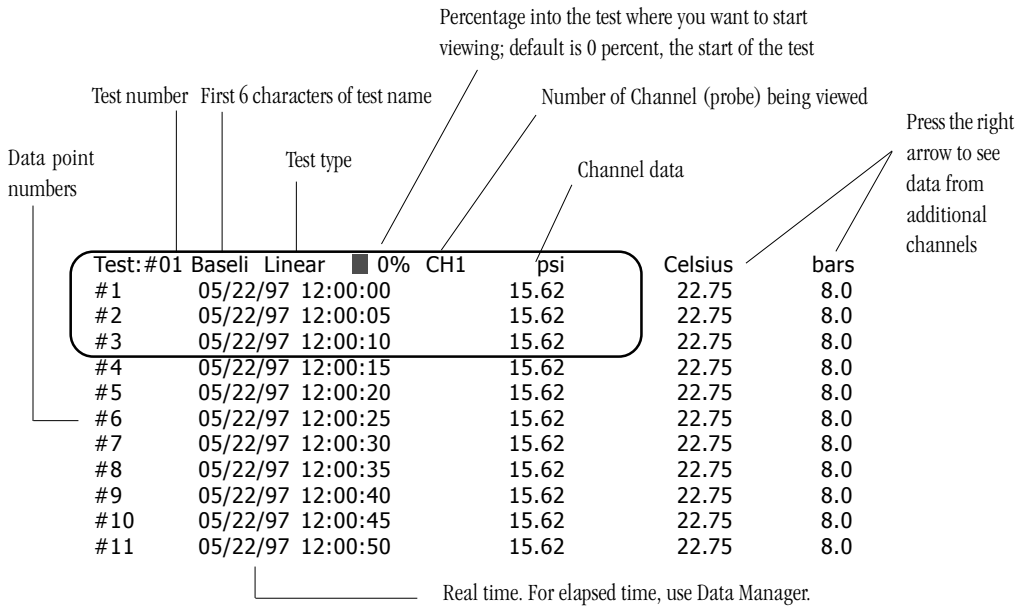 Percentage into the test where you want to start
viewing; default is 0 percent, the start of the test
Test number First 6 characters of test name
Number of Channel (probe) being viewed
Press the right
arrow to see
data from
additional
channels
Data point
numbers
Test type
Channel data
Test:#01 Baseli Linear 0% CH1 psi Celsius bars
#1 05/22/97 12:00:00 15.62 22.75 8.0
#2 05/22/97 12:00:05 15.62 22.75 8.0
#3 05/22/97 12:00:10 15.62 22.75 8.0
#4 05/22/97 12:00:15 15.62 22.75 8.0
#5 05/22/97 12:00:20 15.62 22.75 8.0
#6 05/22/97 12:00:25 15.62 22.75 8.0
#7 05/22/97 12:00:30 15.62 22.75 8.0
#8 05/22/97 12:00:35 15.62 22.75 8.0
#9 05/22/97 12:00:40 15.62 22.75 8.0
#10 05/22/97 12:00:45 15.62 22.75 8.0
#11 05/22/97 12:00:50 15.62 22.75 8.0
Real time. For elapsed time, use Data Manager.